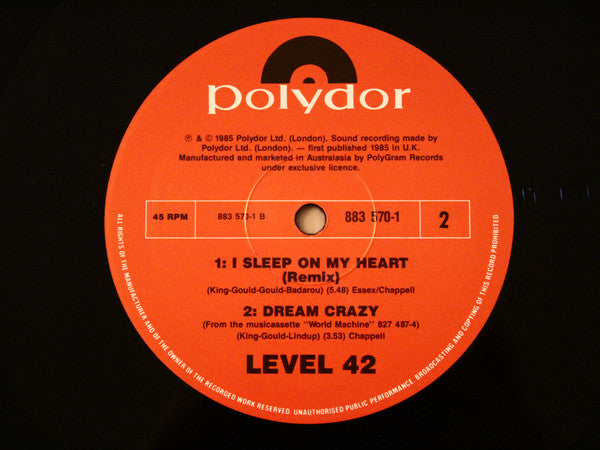 polydor
℗ & © 1985 Polydor Ltd. (London). Sound recording made by
Polydor Ltd. (London). — first published 1985 in U.K.
Manufactured and marketed in Australasia by PolyGram Records
under exclusive licence.
45 RPM
883 570-1 B
883 570-1
2
1: I SLEEP ON MY HEART
(Remix)
(King-Gould-Gould-Badarou) (5.48) Essex/Chappell
2: DREAM CRAZY
(From the musicassette "World Machine" 827 487-4)
(King-Gould-Lindup) (3.53) Chappell
LEVEL 42
ALL RIGHTS OF THE MANUFACTURER AND OF THE OWNER OF THE RECORDED WORK RESERVED. UNAUTHORISED PUBLIC PERFORMANCE, BROADCASTING AND COPYING OF THIS RECORD PROHIBITED.